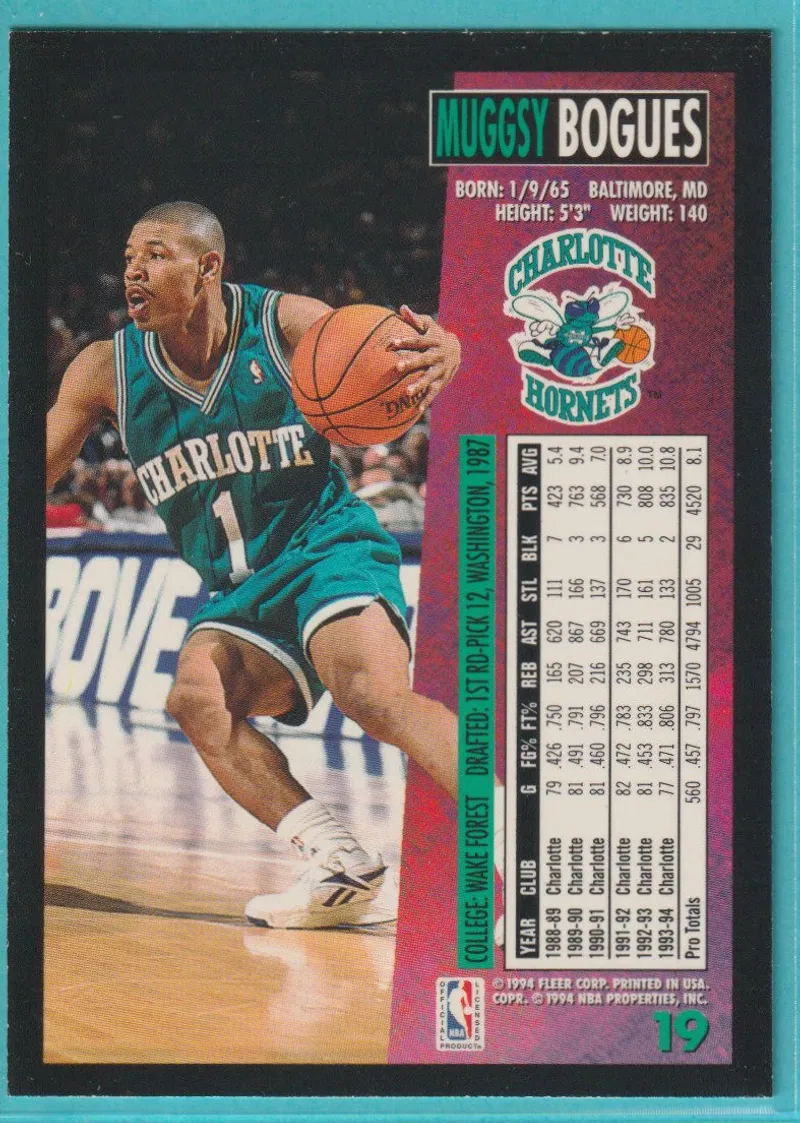 MUGGSY BOGUES
BORN: 1/9/65 BALTIMORE, MD
HEIGHT: 5'3" WEIGHT: 140
CHARLOTTE
HORNETS™
CHARLOTTE
1
OVE
COLLEGE: WAKE FOREST DRAFTED: 1ST RD-PICK 12, WASHINGTON, 1987
YEAR CLUB G FG% FT% REB AST STL BLK PTS AVG
1988-89 Charlotte 79 .426 .750 165 620 111 7 423 5.4
1989-90 Charlotte 81 .491 .791 207 867 166 3 763 9.4
1990-91 Charlotte 81 .460 .796 216 669 137 3 568 7.0
1991-92 Charlotte 82 .472 .783 235 743 170 6 730 8.9
1992-93 Charlotte 81 .453 .833 298 711 161 5 808 10.0
1993-94 Charlotte 77 .471 .806 313 780 133 2 835 10.8
Pro Totals 560 .457 .797 1570 4794 1005 29 4520 8.1
OFFICIAL LICENSED
NBA
PRODUCT
© 1994 FLEER CORP. PRINTED IN USA.
COPR. © 1994 NBA PROPERTIES, INC.
19